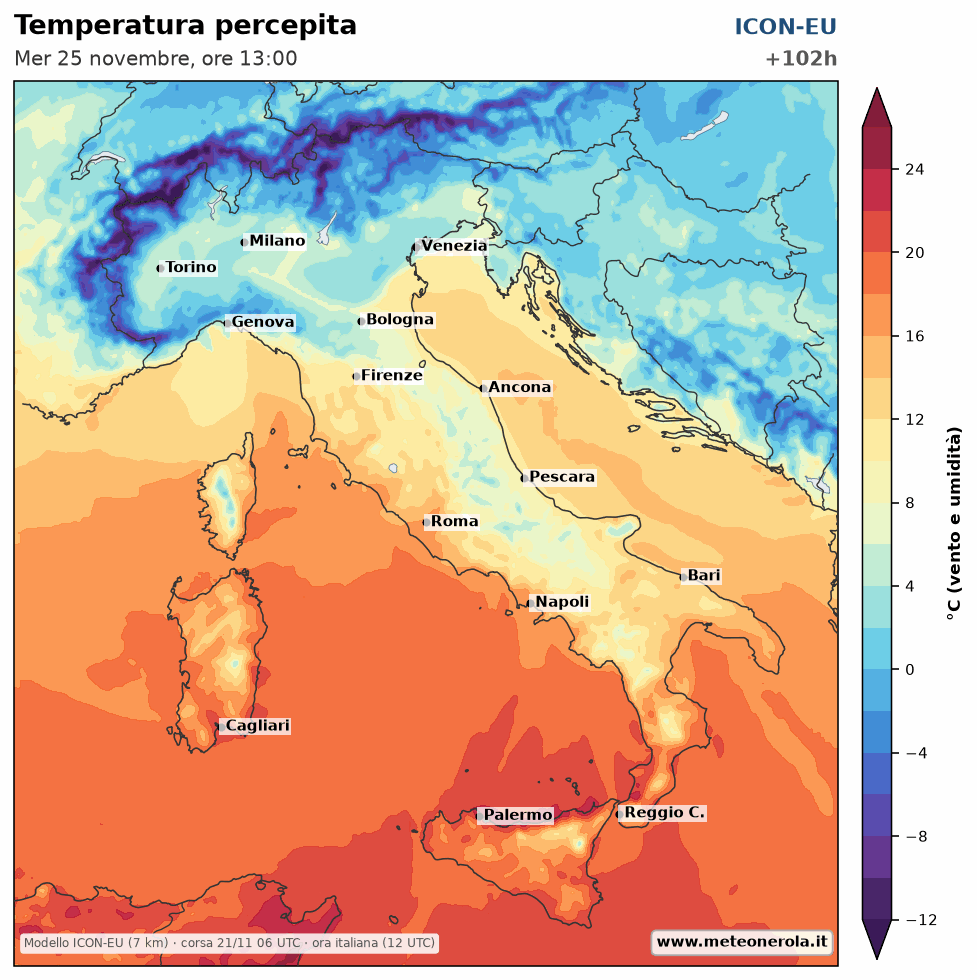 Temperatura percepita
ICON-EU
Mer 25 novembre, ore 13:00
+102h
Milano
Venezia
Torino
Genova
Bologna
Firenze
Ancona
Pescara
Roma
Bari
Napoli
Cagliari
Palermo
Reggio C.
24
20
16
12
8
4
0
−4
−8
−12
°C (vento e umidità)
Modello ICON-EU (7 km) · corsa 21/11 06 UTC · ora italiana (12 UTC)
www.meteonerola.it